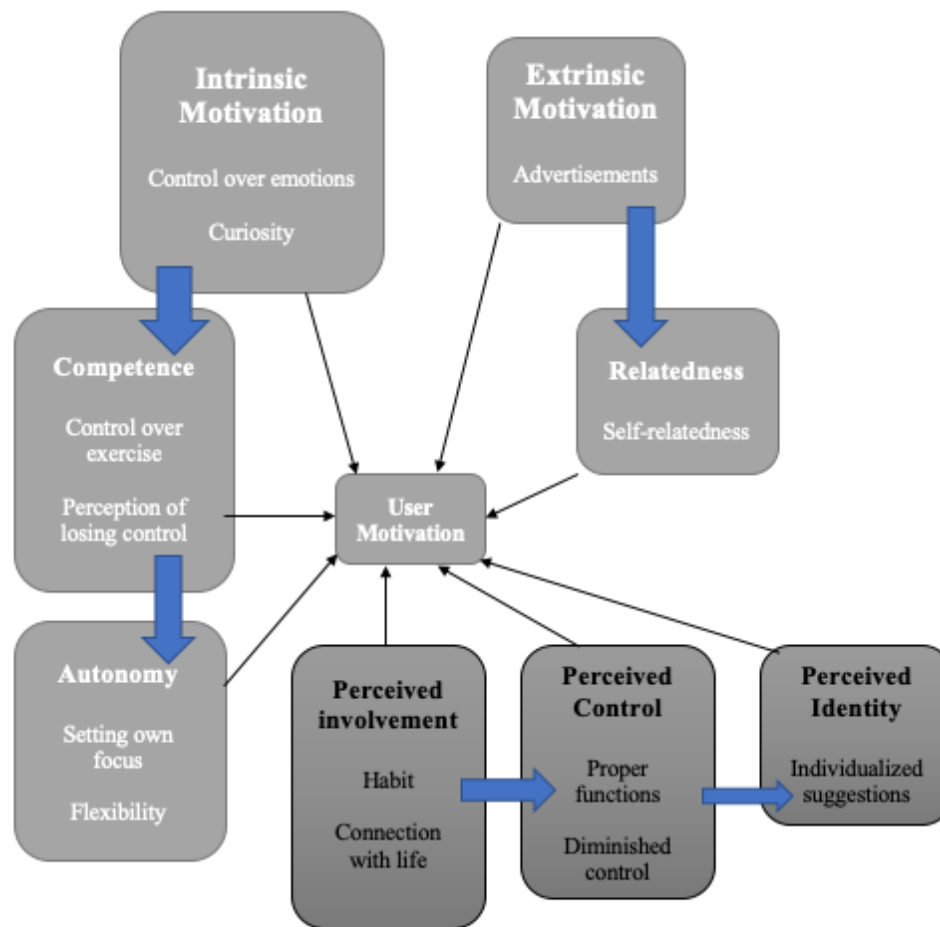 Intrinsic
Motivation
Control over emotions
Curiosity
Extrinsic
Motivation
Advertisements
Competence
Control over
exercise
Perception of
losing control
Relatedness
Self-relatedness
User
Motivation
Autonomy
Setting own
focus
Flexibility
Perceived
involvement
Habit
Connection
with life
Perceived
Control
Proper
functions
Diminished
control
Perceived
Identity
Individualized
suggestions